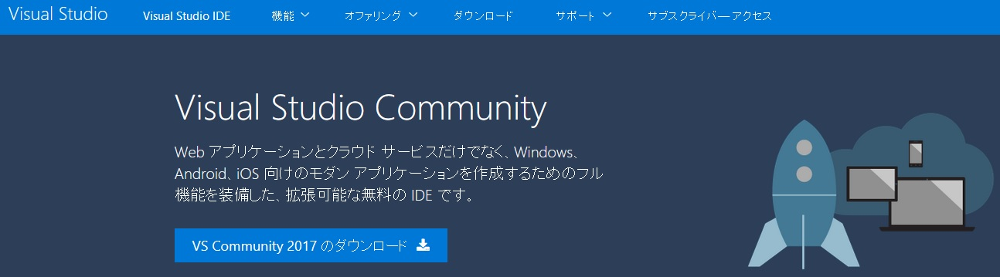 Visual Studio Visual Studio IDE 機能 オファリング ダウンロード サポート サブスクライバーアクセス
Visual Studio Community
Web アプリケーションとクラウド サービスだけでなく、Windows、
Android、iOS 向けのモダン アプリケーションを作成するためのフル
機能を装備した、拡張可能な無料の IDE です。
VS Community 2017 のダウンロード